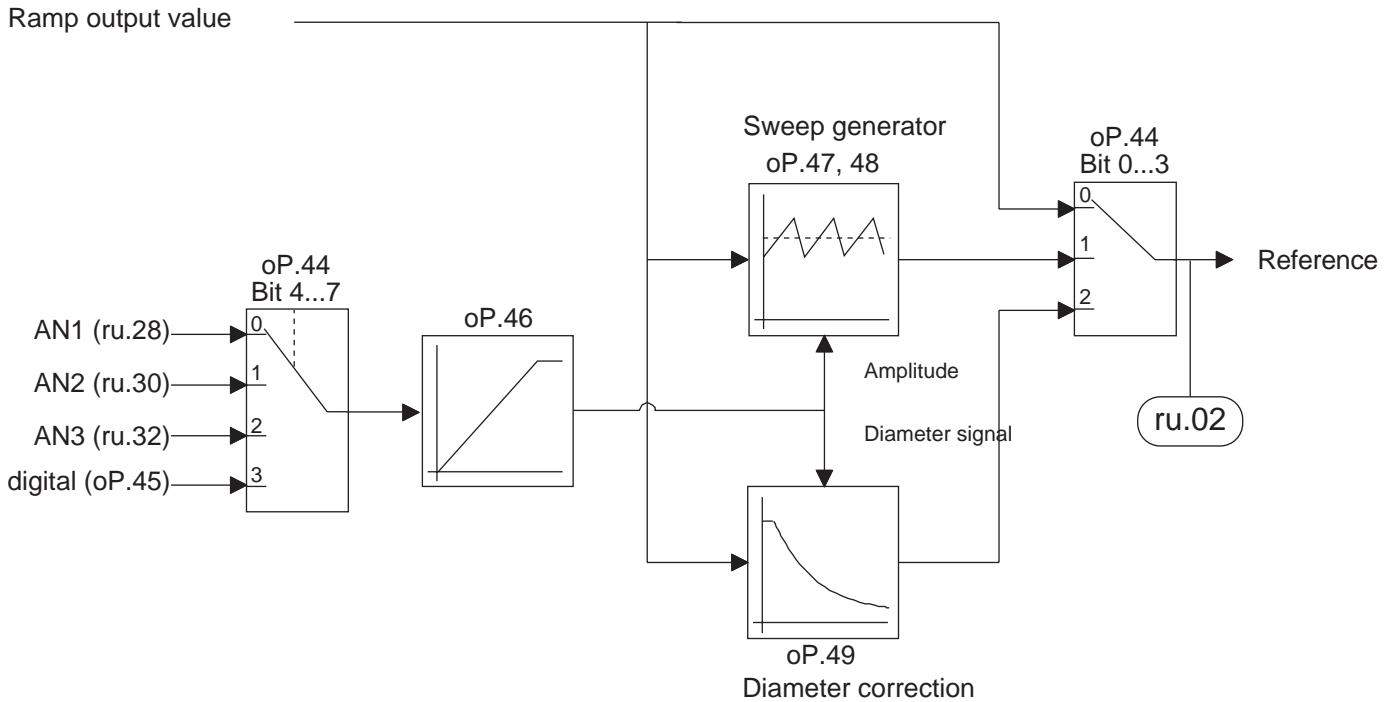 Ramp output value
Sweep generator
oP.47, 48
oP.44
Bit 0...3
0
1
2
Reference
oP.44
Bit 4...7
oP.46
AN1 (ru.28)
0
AN2 (ru.30)
1
AN3 (ru.32)
2
digital (oP.45)
3
Amplitude
Diameter signal
ru.02
oP.49
Diameter correction